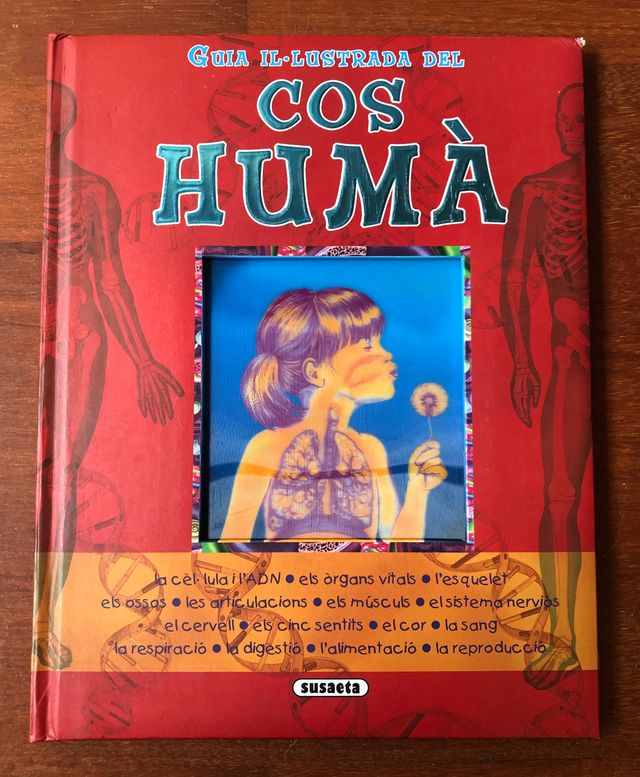 GUIA IL·LUSTRADA DEL
COS
HUMÀ
la cèl·lula i l'ADN • els òrgans vitals • l'esquelet
els ossos • les articulacions • els músculs • el sistema nerviós
el cervell • els cinc sentits • el cor • la sang
la respiració • la digestió • l'alimentació • la reproducció
susaeta